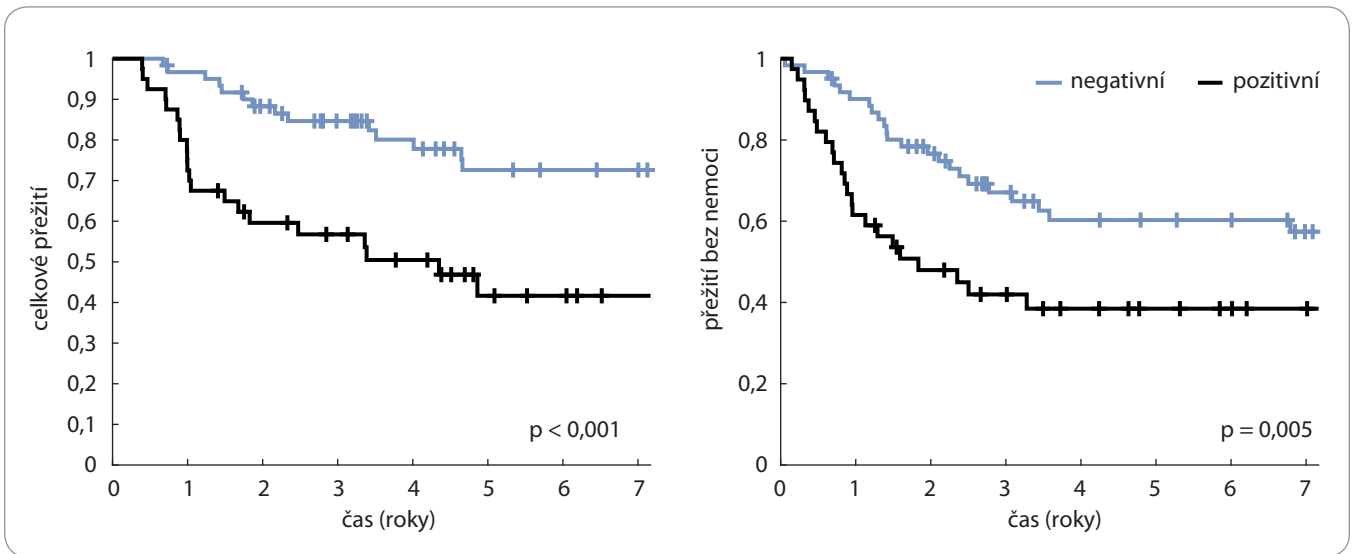 celkové přežití
1
0,9
0,8
0,7
0,6
0,5
0,4
0,3
0,2
0,1
0
p < 0,001
0 1 2 3 4 5 6 7
čas (roky)
přežití bez nemoci
1
0,8
0,6
0,4
0,2
0
negativní pozitivní
p = 0,005
0 1 2 3 4 5 6 7
čas (roky)